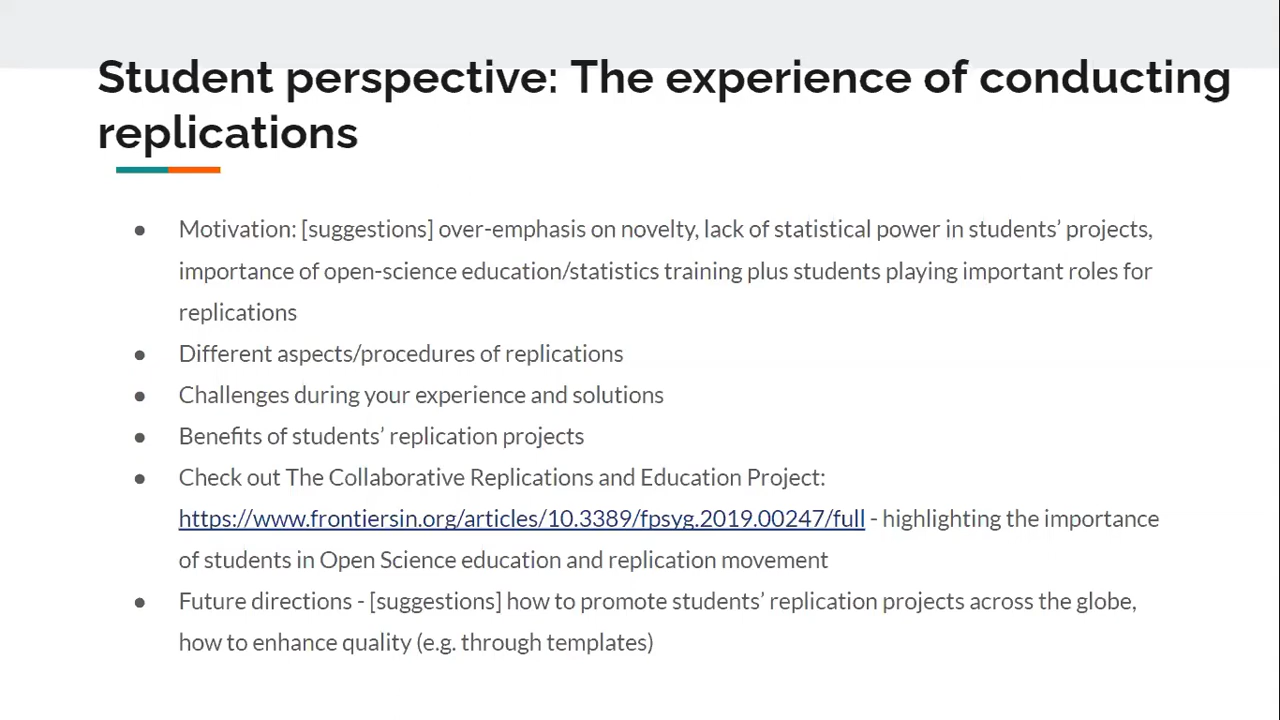 Student perspective: The experience of conducting
replications
● Motivation: [suggestions] over-emphasis on novelty, lack of statistical power in students’ projects,
importance of open-science education/statistics training plus students playing important roles for
replications
● Different aspects/procedures of replications
● Challenges during your experience and solutions
● Benefits of students’ replication projects
● Check out The Collaborative Replications and Education Project:
https://www.frontiersin.org/articles/10.3389/fpsyg.2019.00247/full - highlighting the importance
of students in Open Science education and replication movement
● Future directions - [suggestions] how to promote students’ replication projects across the globe,
how to enhance quality (e.g. through templates)